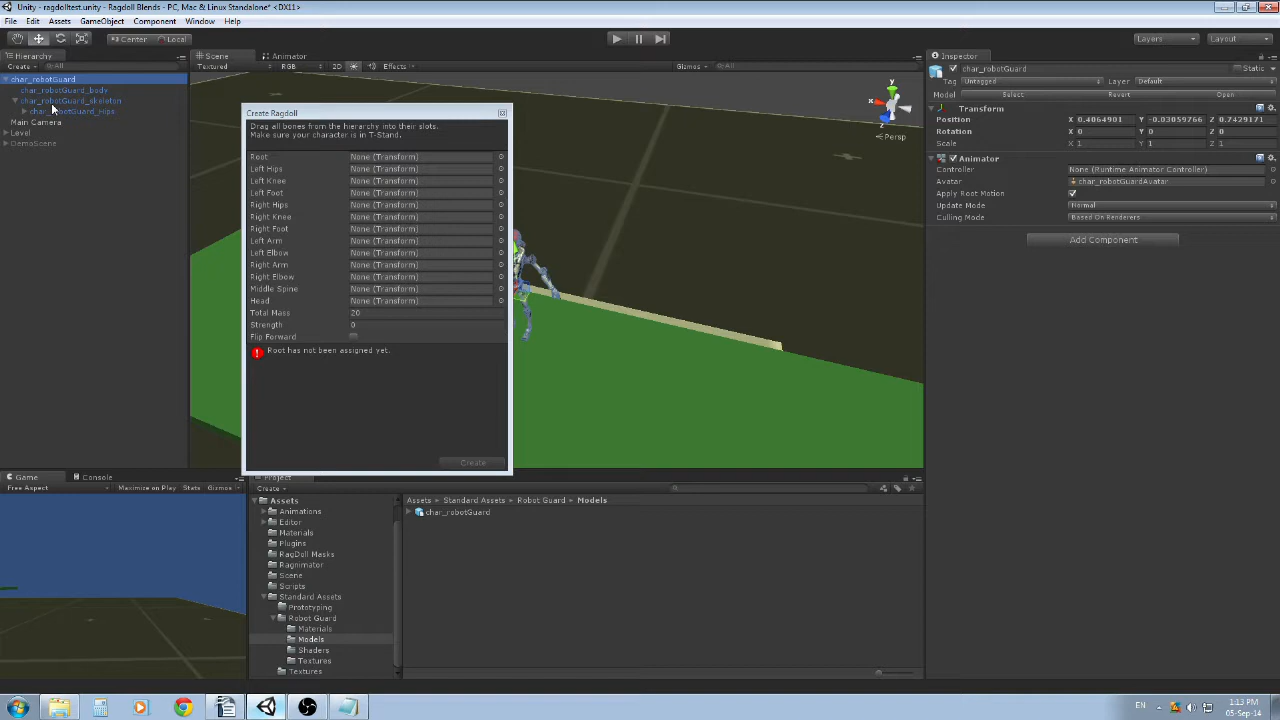 Unity - ragdolltest.unity - Ragdoll Blends - PC, Mac & Linux Standalone* <DX11>
File Edit Assets GameObject Component Window Help
Center Local Layers Layout
Hierarchy
Create All
char_robotGuard
char_robotGuard_body
char_robotGuard_skeleton
char_robotGuard_Hips
Main Camera
Level
DemoScene
Scene Animator
Textured RGB 2D Effects Gizmos All
y
x
z
Persp
Create Ragdoll
Drag all bones from the hierarchy into their slots.
Make sure your character is in T-Stand.
Root None (Transform)
Left Hips None (Transform)
Left Knee None (Transform)
Left Foot None (Transform)
Right Hips None (Transform)
Right Knee None (Transform)
Right Foot None (Transform)
Left Arm None (Transform)
Left Elbow None (Transform)
Right Arm None (Transform)
Right Elbow None (Transform)
Middle Spine None (Transform)
Head None (Transform)
Total Mass 20
Strength 0
Flip Forward
Root has not been assigned yet.
Create
Inspector
char_robotGuard Static
Tag Untagged Layer Default
Model Select Revert Open
Transform
Position X 0.4064901 Y -0.03059766 Z 0.7429171
Rotation X 0 Y 0 Z 0
Scale X 1 Y 1 Z 1
Animator
Controller None (Runtime Animator Controller)
Avatar char_robotGuardAvatar
Apply Root Motion
Update Mode Normal
Culling Mode Based On Renderers
Add Component
Game Console
Free Aspect Maximize on Play Stats Gizmos
Project
Create
Assets
Animations
Editor
Materials
Plugins
RagDoll Masks
Ragnimater
Scene
Scripts
Standard Assets
Prototyping
Robot Guard
Materials
Models
Shaders
Textures
Textures
Assets Standard Assets Robot Guard Models
char_robotGuard
EN 1:13 PM
05-Sep-14